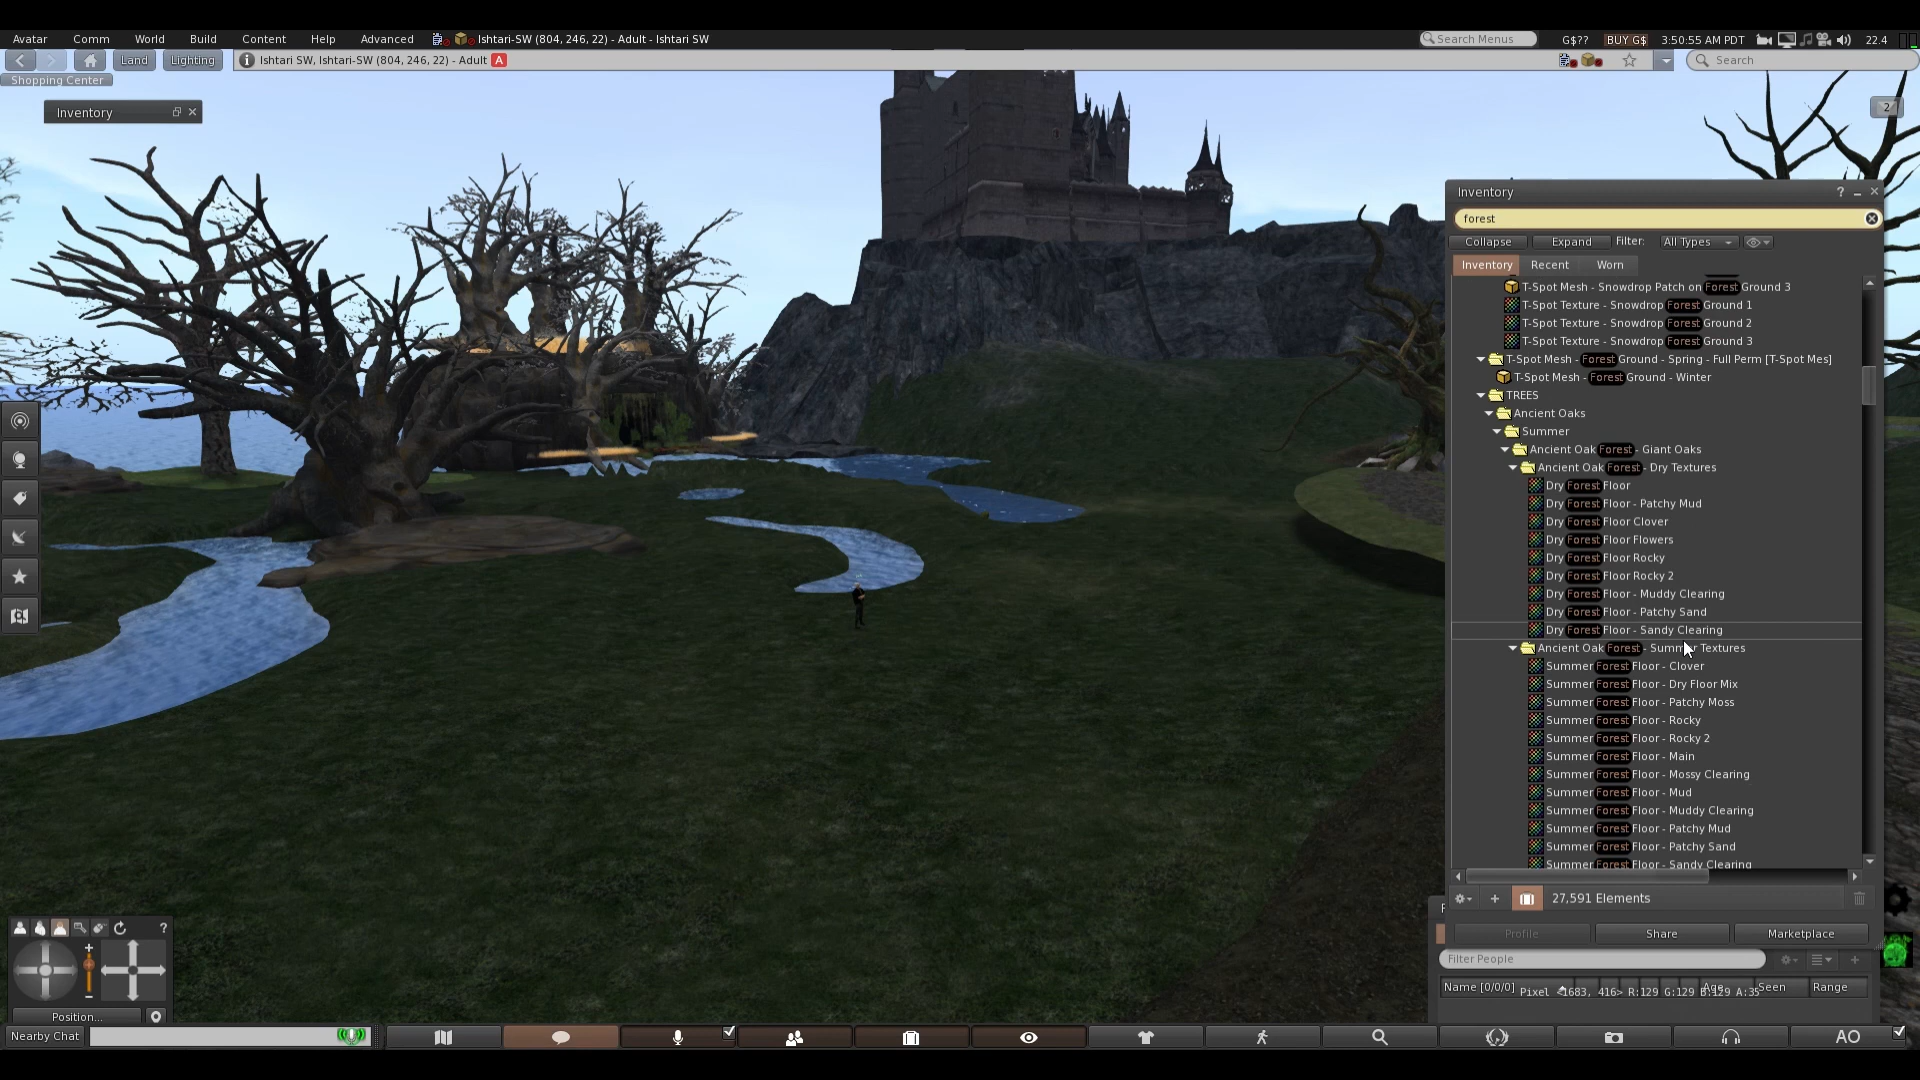 Avatar Comm World Build Content Help Advanced Ishtari-SW (804, 246, 22) - Adult - Ishtari SW Search Menus G$?? BUY G$ 3:50:55 AM PDT 22.4
Land Lighting Ishtari SW, Ishtari-SW (804, 246, 22) - Adult A Search
Shopping Center
Inventory
2
Inventory ?
forest
Collapse Expand Filter: All Types
Inventory Recent Worn
T-Spot Mesh - Snowdrop Patch on Forest Ground 3
T-Spot Texture - Snowdrop Forest Ground 1
T-Spot Texture - Snowdrop Forest Ground 2
T-Spot Texture - Snowdrop Forest Ground 3
T-Spot Mesh - Forest Ground - Spring - Full Perm [T-Spot Mes]
T-Spot Mesh - Forest Ground - Winter
TREES
Ancient Oaks
Summer
Ancient Oak Forest - Giant Oaks
Ancient Oak Forest - Dry Textures
Dry Forest Floor
Dry Forest Floor - Patchy Mud
Dry Forest Floor Clover
Dry Forest Floor Flowers
Dry Forest Floor Rocky
Dry Forest Floor Rocky 2
Dry Forest Floor - Muddy Clearing
Dry Forest Floor - Patchy Sand
Dry Forest Floor - Sandy Clearing
Ancient Oak Forest - Summer Textures
Summer Forest Floor - Clover
Summer Forest Floor - Dry Floor Mix
Summer Forest Floor - Patchy Moss
Summer Forest Floor - Rocky
Summer Forest Floor - Rocky 2
Summer Forest Floor - Main
Summer Forest Floor - Mossy Clearing
Summer Forest Floor - Mud
Summer Forest Floor - Muddy Clearing
Summer Forest Floor - Patchy Mud
Summer Forest Floor - Patchy Sand
Summer Forest Floor - Sandy Clearing
27,591 Elements
Profile Share Marketplace
Filter People
Name [0/0/0] Age Seen Range
Pixel <1683, 416> R:129 G:129 B:129 A:35
?
Position...
Nearby Chat AO